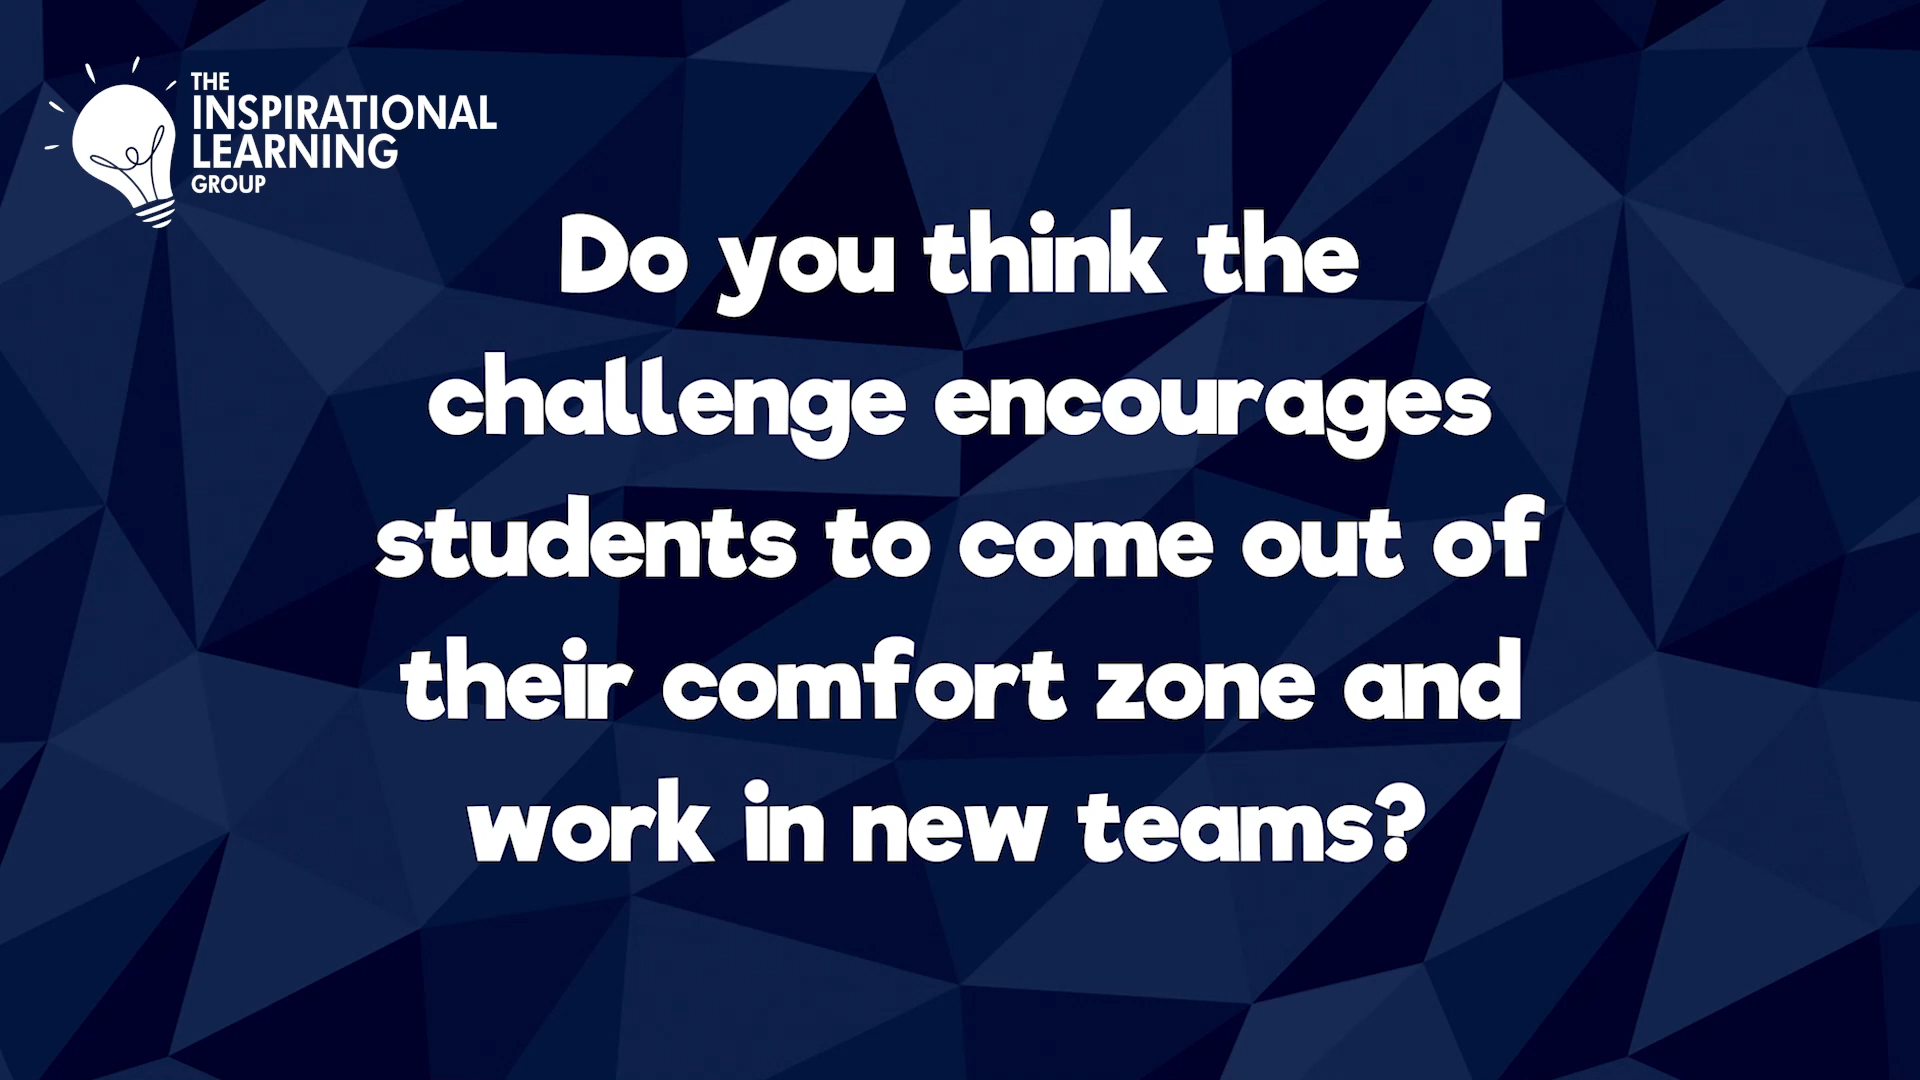 THE
INSPIRATIONAL
LEARNING
GROUP
Do you think the
challenge encourages
students to come out of
their comfort zone and
work in new teams?